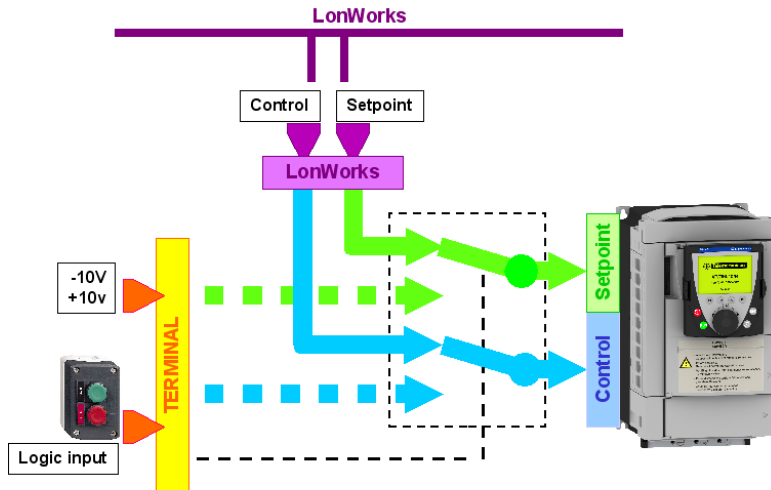 LonWorks
Control
Setpoint
LonWorks
-10V
+10v
TERMINAL
Setpoint
Control
Logic input